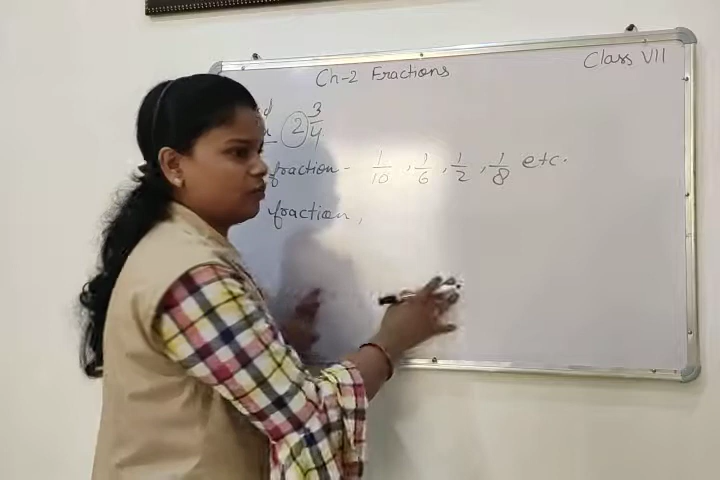 Ch-2 Fractions
Class VII
2 3/4
fraction - 1/10, 1/6, 1/2, 1/8 etc.
fraction,